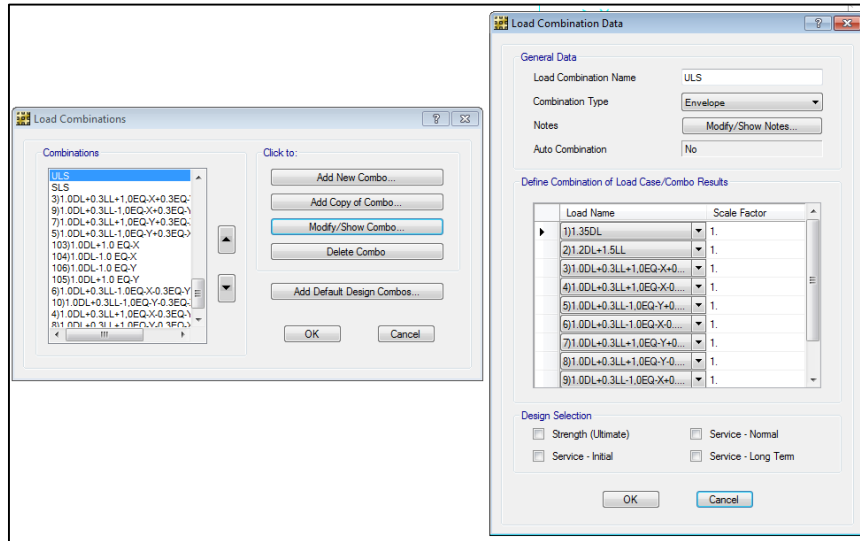 Load Combinations
Combinations
ULS
SLS
3)1.0DL+0.3LL+1,0EQ-X+0.3EQ-
9)1.0DL+0.3LL-1,0EQ-X+0.3EQ-Y
7)1.0DL+0.3LL+1,0EQ-Y+0.3EQ-
5)1.0DL+0.3LL-1,0EQ-Y+0.3EQ-X
103)1.0DL+1.0 EQ-X
104)1.0DL-1.0 EQ-X
106)1.0DL-1.0 EQ-Y
105)1.0DL+1.0 EQ-Y
6)1.0DL+0.3LL-1.0EQ-X-0.3EQ-Y
10)1.0DL+0.3LL-1,0EQ-Y-0.3EQ-
4)1.0DL+0.3LL+1,0EQ-X-0.3EQ-
8)1.0DL+0.3LL+1,0EQ-Y-0.3EQ-
Click to:
Add New Combo...
Add Copy of Combo...
Modify/Show Combo...
Delete Combo
Add Default Design Combos...
OK
Cancel
Load Combination Data
General Data
Load Combination Name ULS
Combination Type Envelope
Notes Modify/Show Notes...
Auto Combination No
Define Combination of Load Case/Combo Results
Load Name Scale Factor
1)1.35DL 1.
2)1.2DL+1.5LL 1.
3)1.0DL+0.3LL+1,0EQ-X+0.... 1.
4)1.0DL+0.3LL+1,0EQ-X-0.... 1.
5)1.0DL+0.3LL-1,0EQ-Y+0.... 1.
6)1.0DL+0.3LL-1.0EQ-X-0.... 1.
7)1.0DL+0.3LL+1,0EQ-Y+0.... 1.
8)1.0DL+0.3LL+1,0EQ-Y-0.... 1.
9)1.0DL+0.3LL-1,0EQ-X+0.... 1.
Design Selection
Strength (Ultimate) Service - Normal
Service - Initial Service - Long Term
OK Cancel